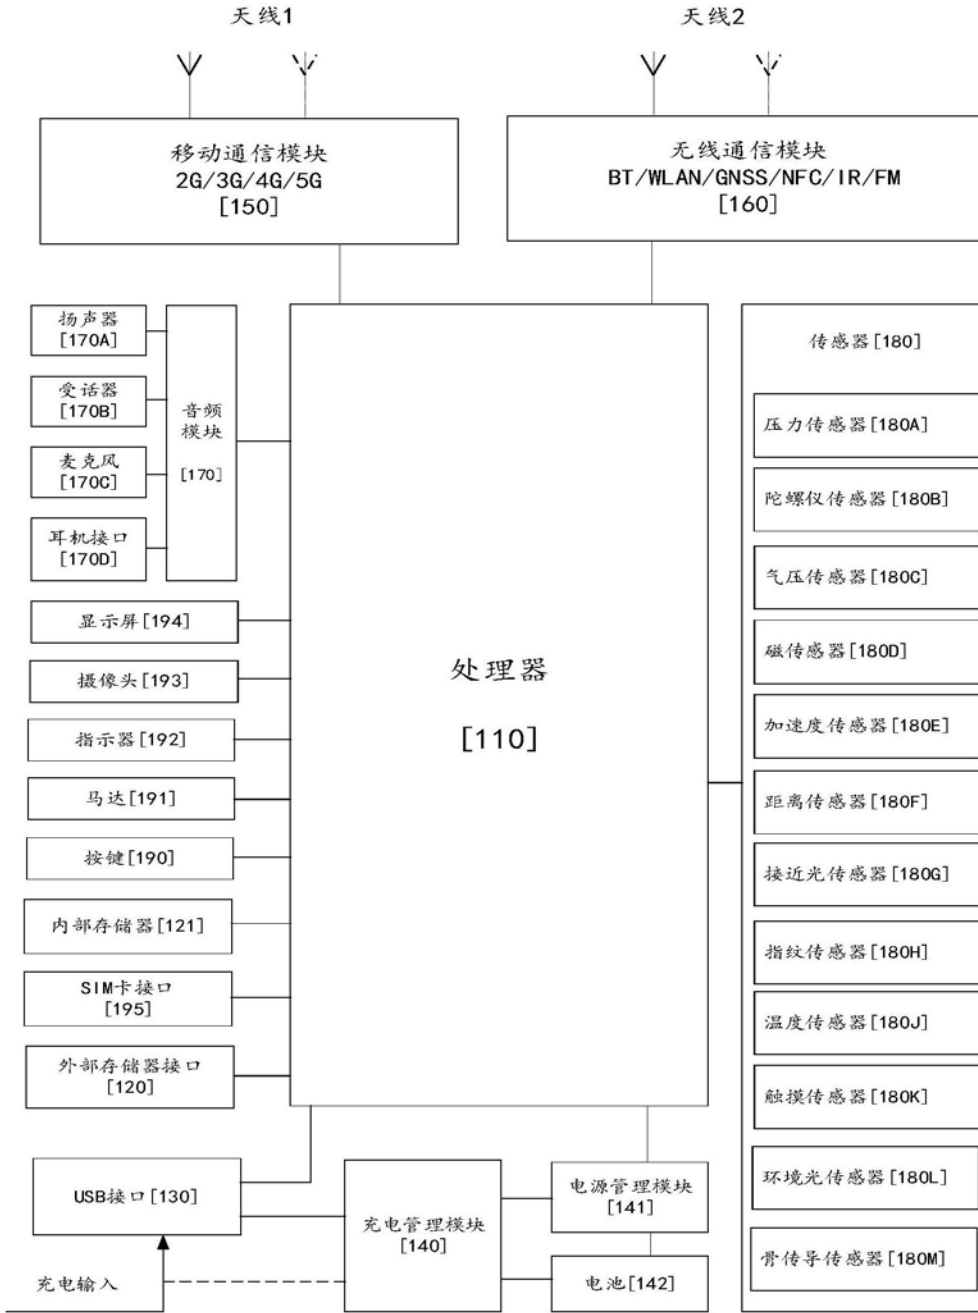 天线1
天线2
移动通信模块
2G/3G/4G/5G
[150]
无线通信模块
BT/WLAN/GNSS/NFC/IR/FM
[160]
扬声器
[170A]
受话器
[170B]
麦克风
[170C]
耳机接口
[170D]
音频
模块
[170]
显示屏[194]
摄像头[193]
指示器[192]
马达[191]
按键[190]
内部存储器[121]
SIM卡接口
[195]
外部存储器接口
[120]
处理器
[110]
传感器[180]
压力传感器[180A]
陀螺仪传感器[180B]
气压传感器[180C]
磁传感器[180D]
加速度传感器[180E]
距离传感器[180F]
接近光传感器[180G]
指纹传感器[180H]
温度传感器[180J]
触摸传感器[180K]
环境光传感器[180L]
骨传导传感器[180M]
USB接口[130]
充电输入
充电管理模块
[140]
电源管理模块
[141]
电池[142]